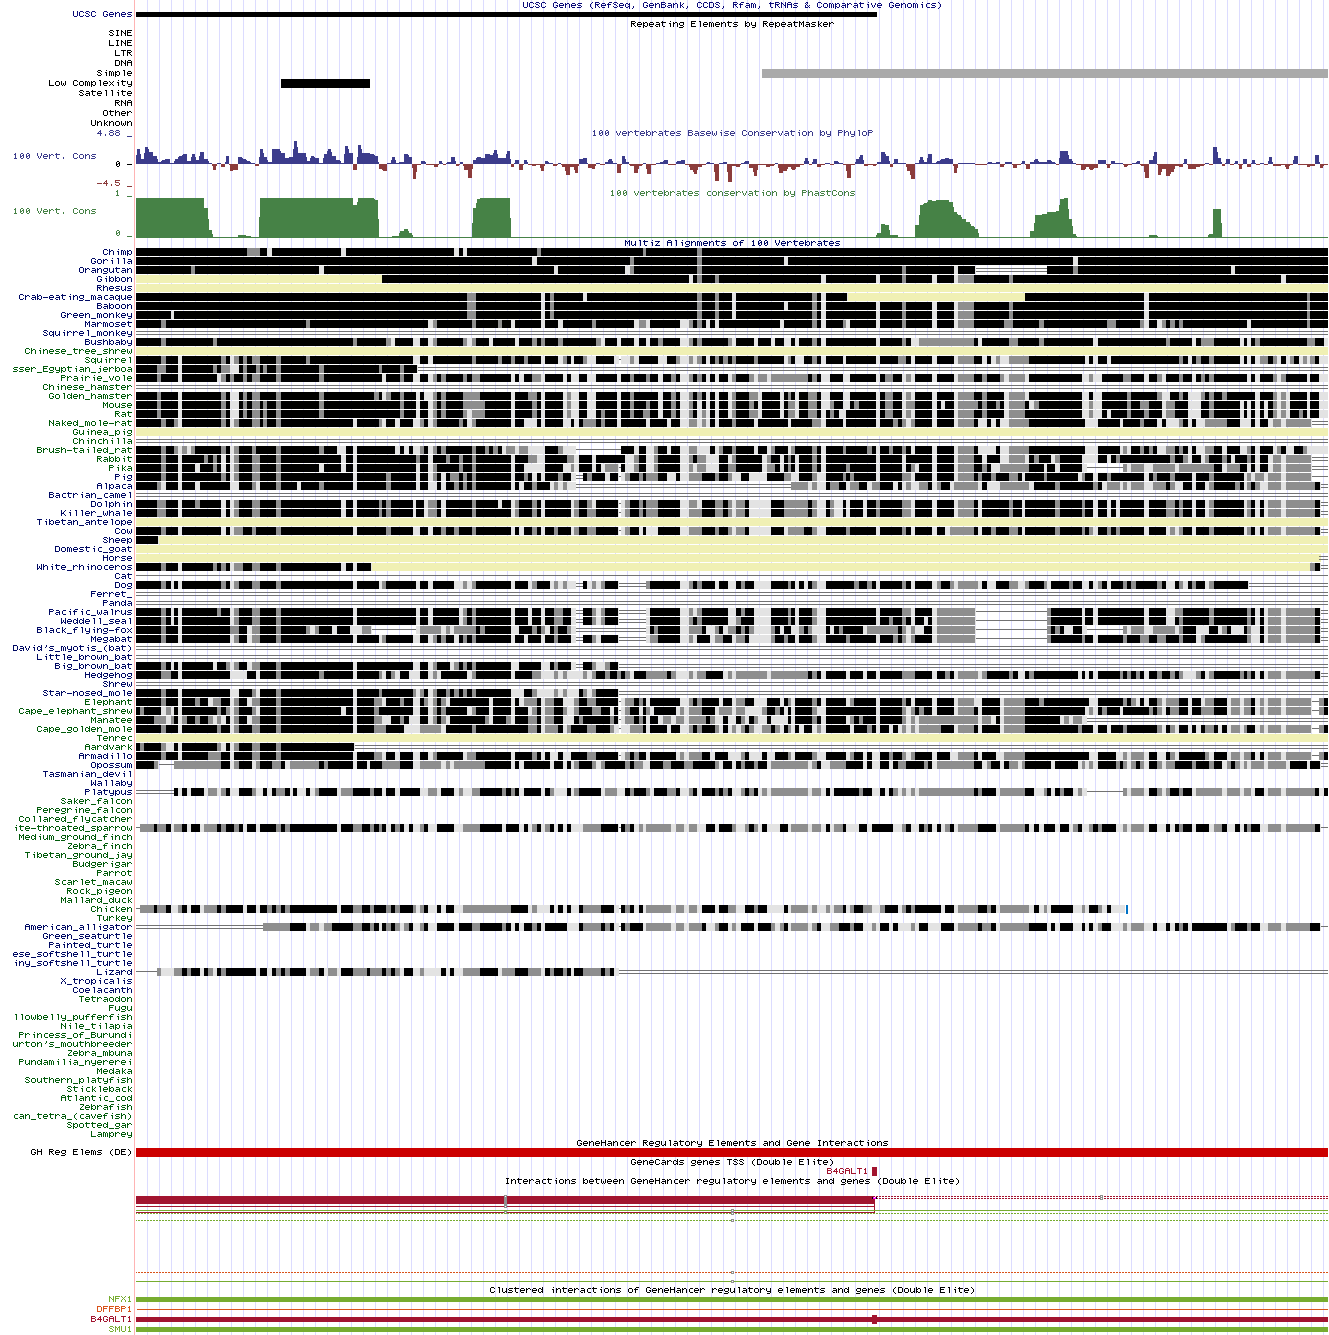 UCSC Genes (RefSeq, GenBank, CCDS, Rfam, tRNAs & Comparative Genomics)
UCSC Genes
Repeating Elements by RepeatMasker
SINE
LINE
LTR
DNA
Simple
Low Complexity
Satellite
RNA
Other
Unknown
100 vertebrates Basewise Conservation by PhyloP
4.88 _
100 Vert. Cons
0 _
-4.5 _
100 vertebrates conservation by PhastCons
1 _
100 Vert. Cons
0 _
Multiz Alignments of 100 Vertebrates
Chimp
Gorilla
Orangutan
Gibbon
Rhesus
Crab-eating_macaque
Baboon
Green_monkey
Marmoset
Squirrel_monkey
Bushbaby
Chinese_tree_shrew
Squirrel
sser_Egyptian_jerboa
Prairie_vole
Chinese_hamster
Golden_hamster
Mouse
Rat
Naked_mole-rat
Guinea_pig
Chinchilla
Brush-tailed_rat
Rabbit
Pika
Pig
Alpaca
Bactrian_camel
Dolphin
Killer_whale
Tibetan_antelope
Cow
Sheep
Domestic_goat
Horse
White_rhinoceros
Cat
Dog
Ferret_
Panda
Pacific_walrus
Weddell_seal
Black_flying-fox
Megabat
David's_myotis_(bat)
Little_brown_bat
Big_brown_bat
Hedgehog
Shrew
Star-nosed_mole
Elephant
Cape_elephant_shrew
Manatee
Cape_golden_mole
Tenrec
Aardvark
Armadillo
Opossum
Tasmanian_devil
Wallaby
Platypus
Saker_falcon
Peregrine_falcon
Collared_flycatcher
ite-throated_sparrow
Medium_ground_finch
Zebra_finch
Tibetan_ground_jay
Budgerigar
Parrot
Scarlet_macaw
Rock_pigeon
Mallard_duck
Chicken
Turkey
American_alligator
Green_seaturtle
Painted_turtle
ese_softshell_turtle
iny_softshell_turtle
Lizard
X_tropicalis
Coelacanth
Tetraodon
Fugu
llowbelly_pufferfish
Nile_tilapia
Princess_of_Burundi
urton's_mouthbreeder
Zebra_mbuna
Pundamilia_nyererei
Medaka
Southern_platyfish
Stickleback
Atlantic_cod
Zebrafish
can_tetra_(cavefish)
Spotted_gar
Lamprey
GeneHancer Regulatory Elements and Gene Interactions
GH Reg Elems (DE)
GeneCards genes TSS (Double Elite)
B4GALT1
Interactions between GeneHancer regulatory elements and genes (Double Elite)
Clustered interactions of GeneHancer regulatory elements and genes (Double Elite)
NFX1
DFFBP1
B4GALT1
SMU1